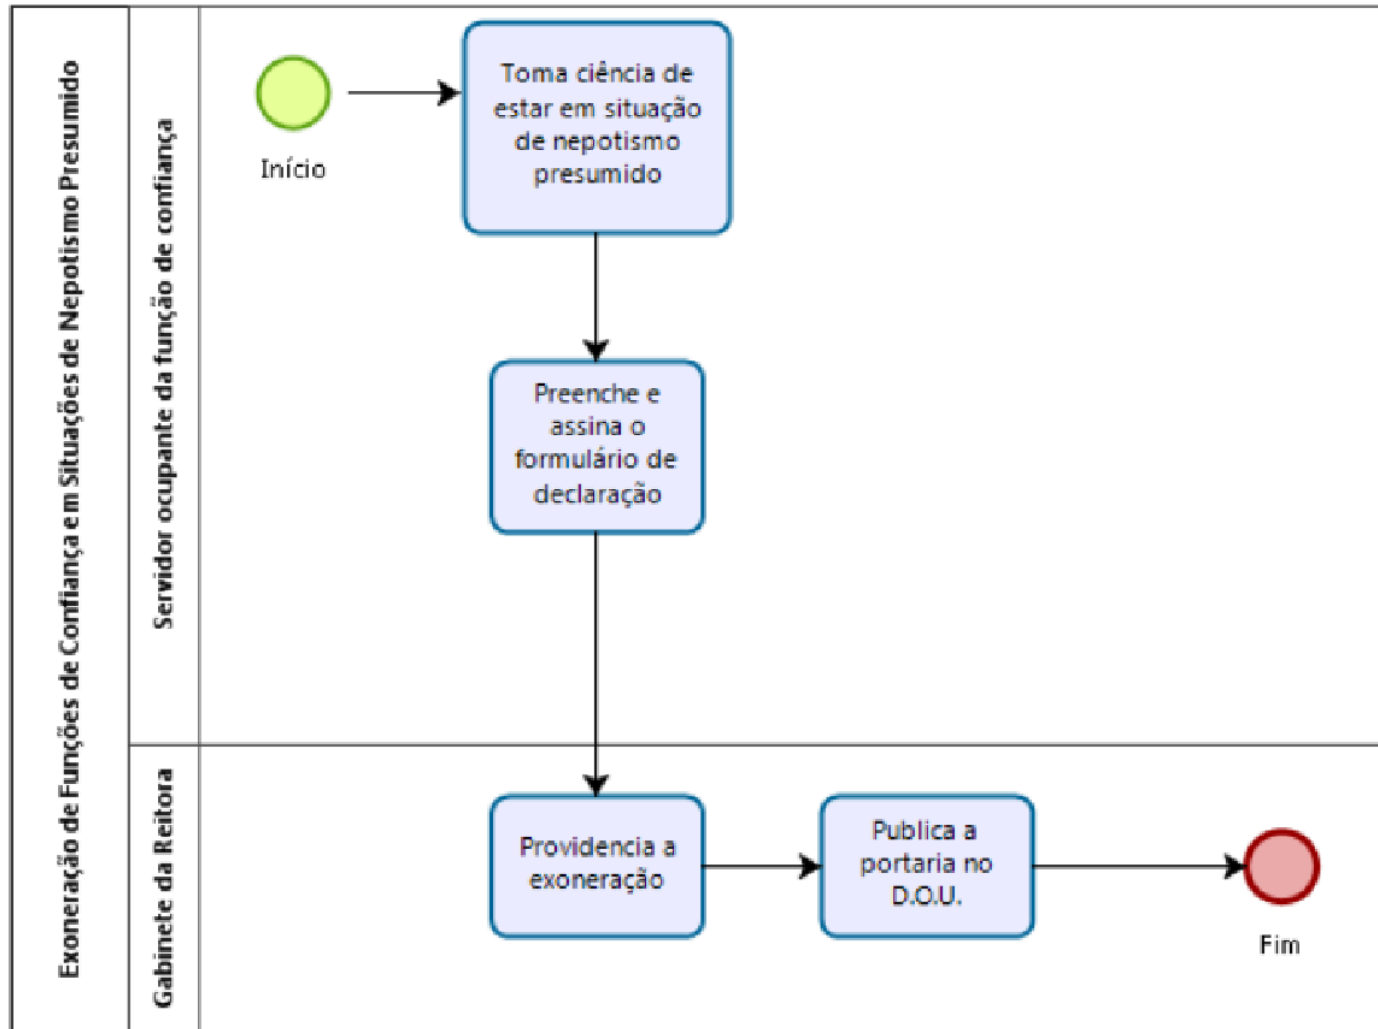 Exoneração de Funções de Confiança em Situações de Nepotismo Presumido
Servidor ocupante da função de confiança
Início
Toma ciência de
estar em situação
de nepotismo
presumido
Preenche e
assina o
formulário de
declaração
Gabinete da Reitora
Providencia a
exoneração
Publica a
portaria no
D.O.U.
Fim